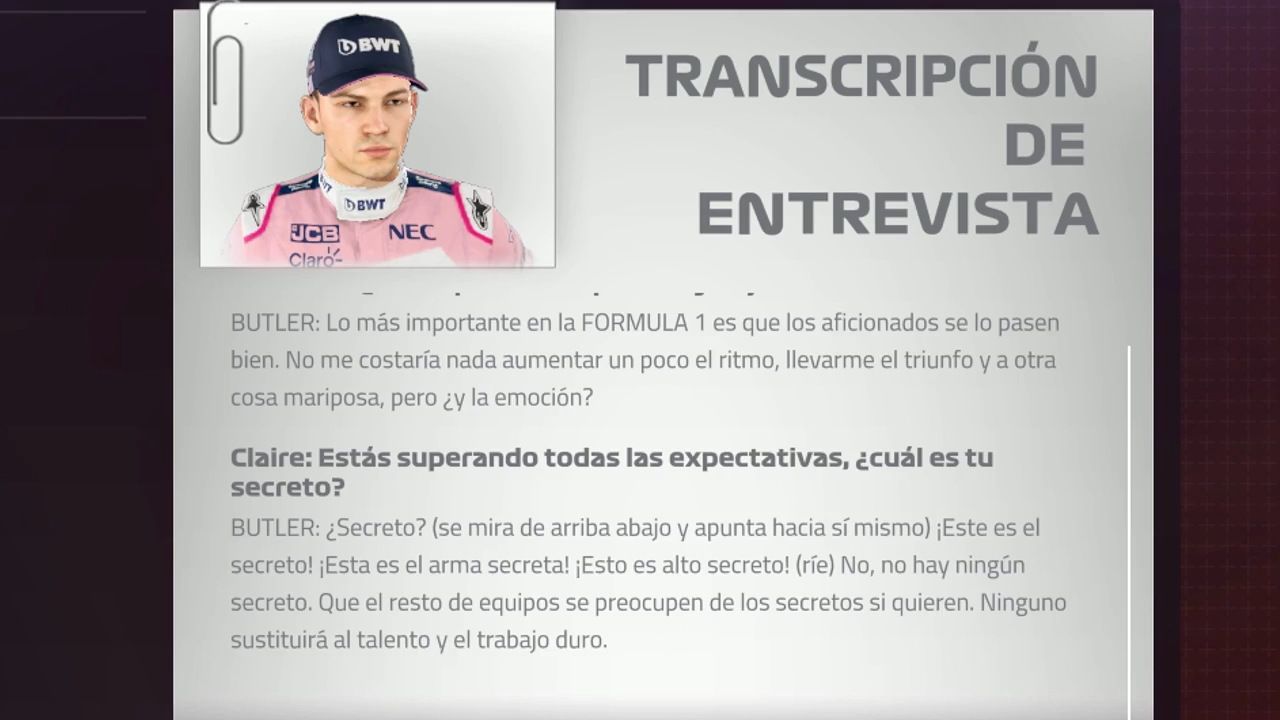 BWT
TRANSCRIPCIÓN
DE
ENTREVISTA
BWT
JCB
NEC
Claro-
BUTLER: Lo más importante en la FORMULA 1 es que los aficionados se lo pasen
bien. No me costaría nada aumentar un poco el ritmo, llevarme el triunfo y a otra
cosa mariposa, pero ¿y la emoción?
Claire: Estás superando todas las expectativas, ¿cuál es tu
secreto?
BUTLER: ¿Secreto? (se mira de arriba abajo y apunta hacia sí mismo) ¡Este es el
secreto! ¡Esta es el arma secreta! ¡Esto es alto secreto! (ríe) No, no hay ningún
secreto. Que el resto de equipos se preocupen de los secretos si quieren. Ninguno
sustituirá al talento y el trabajo duro.